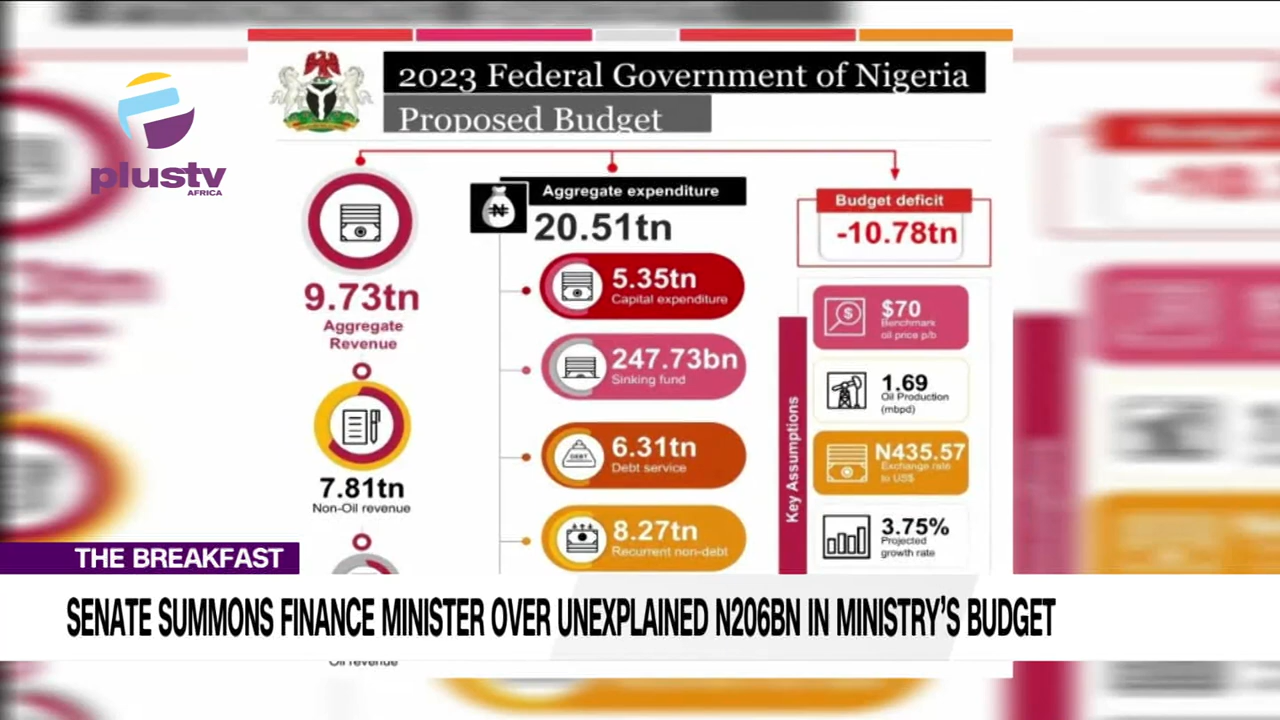 2023 Federal Government of Nigeria
Proposed Budget
plustv
AFRICA
9.73tn
Aggregate
Revenue
7.81tn
Non-Oil revenue
Oil revenue
Aggregate expenditure
20.51tn
5.35tn
Capital expenditure
247.73bn
Sinking fund
DEBT
6.31tn
Debt service
8.27tn
Recurrent non-debt
Budget deficit
-10.78tn
Key Assumptions
$70
Benchmark
oil price p/b
1.69
Oil Production
(mbpd)
N435.57
Exchange rate
to US$
3.75%
Projected
growth rate
THE BREAKFAST
SENATE SUMMONS FINANCE MINISTER OVER UNEXPLAINED N206BN IN MINISTRY'S BUDGET